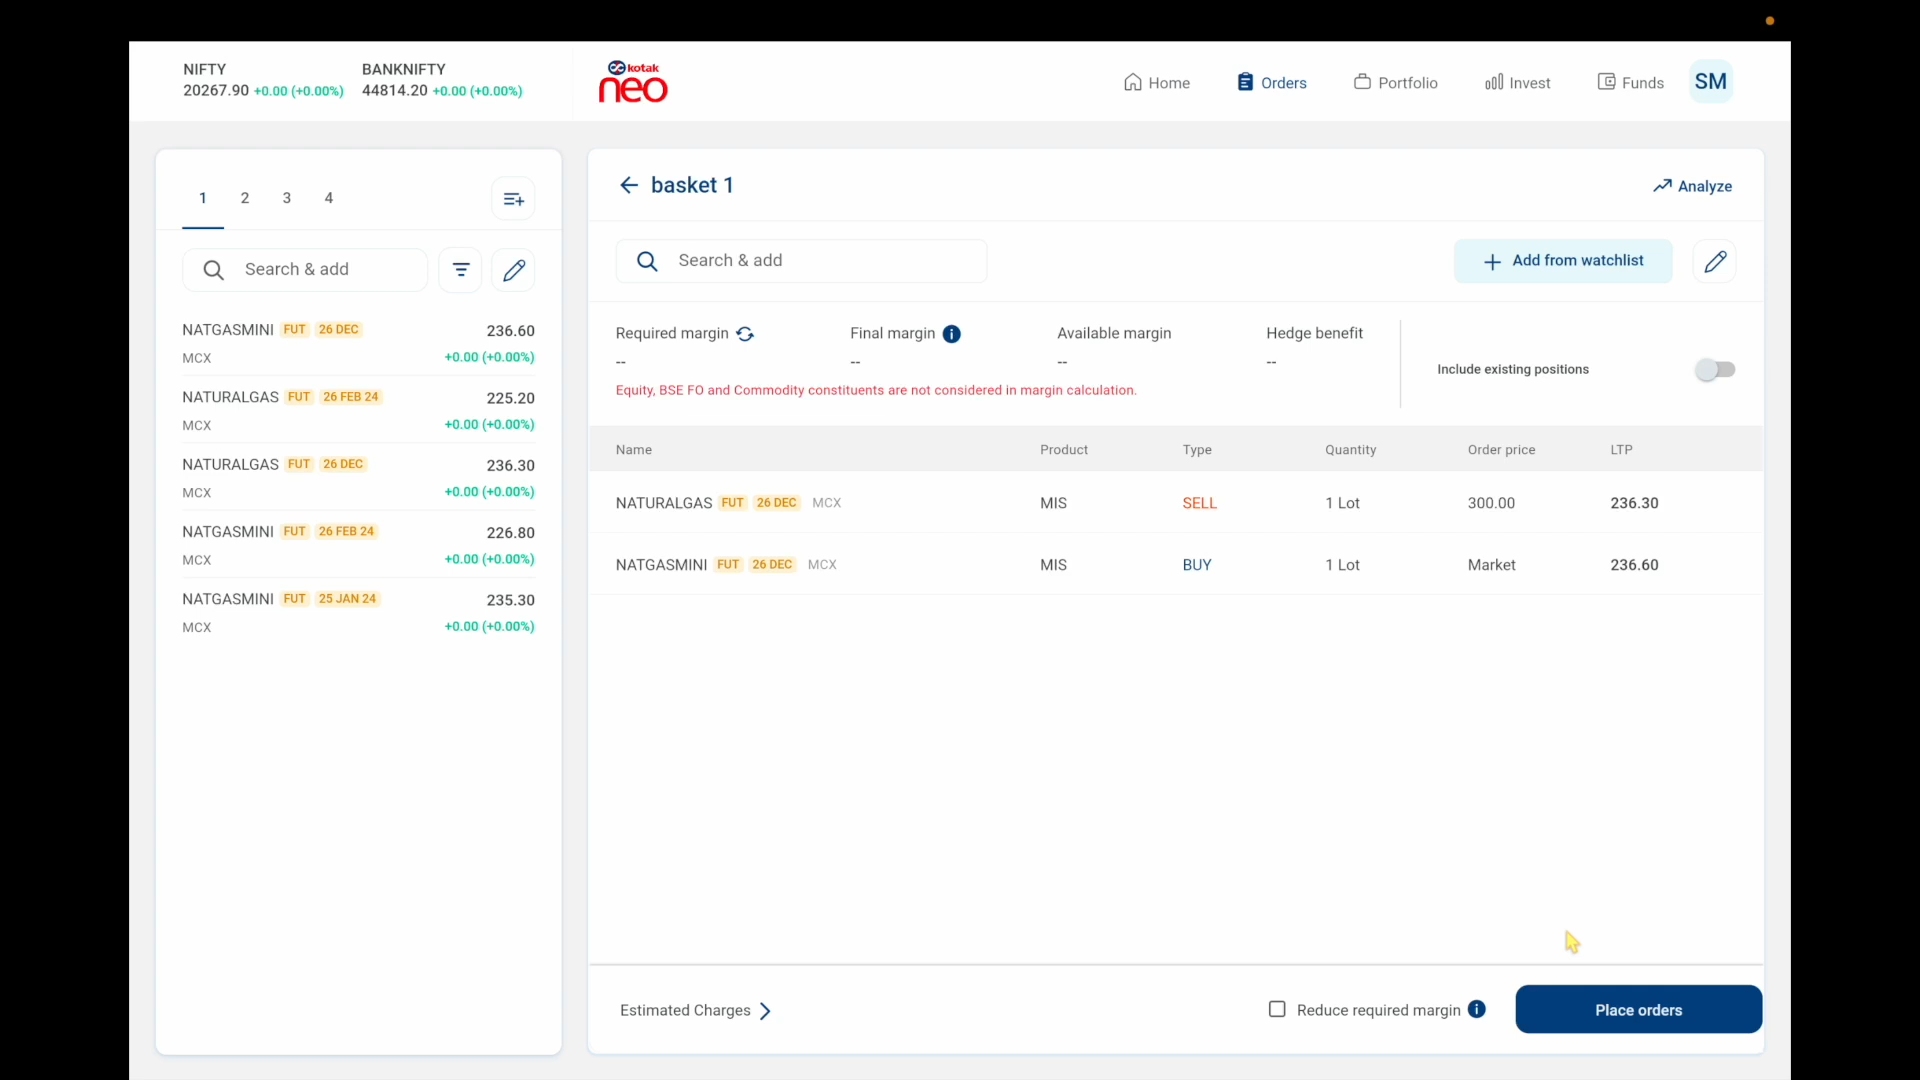 NIFTY
20267.90 +0.00 (+0.00%)
BANKNIFTY
44814.20 +0.00 (+0.00%)
kotak
neo
Home
Orders
Portfolio
Invest
Funds
SM
1 2 3 4
Search & add
NATGASMINI FUT 26 DEC 236.60
MCX +0.00 (+0.00%)
NATURALGAS FUT 26 FEB 24 225.20
MCX +0.00 (+0.00%)
NATURALGAS FUT 26 DEC 236.30
MCX +0.00 (+0.00%)
NATGASMINI FUT 26 FEB 24 226.80
MCX +0.00 (+0.00%)
NATGASMINI FUT 25 JAN 24 235.30
MCX +0.00 (+0.00%)
basket 1
Analyze
Search & add
Add from watchlist
Required margin Final margin Available margin Hedge benefit
-- -- -- --
Equity, BSE FO and Commodity constituents are not considered in margin calculation.
Include existing positions
Name Product Type Quantity Order price LTP
NATURALGAS FUT 26 DEC MCX MIS SELL 1 Lot 300.00 236.30
NATGASMINI FUT 26 DEC MCX MIS BUY 1 Lot Market 236.60
Estimated Charges
Reduce required margin
Place orders